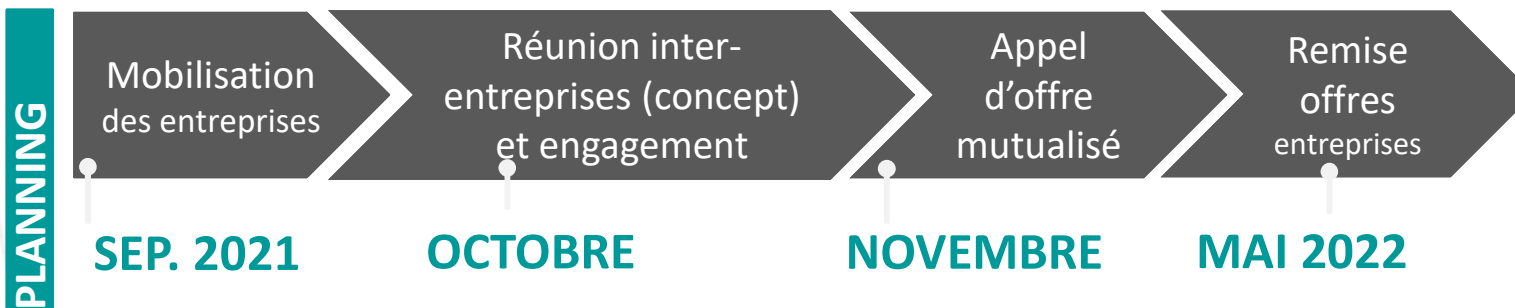 PLANNING
Mobilisation
des entreprises
Réunion inter-
entreprises (concept)
et engagement
Appel
d'offre
mutualisé
Remise
offres
entreprises
SEP. 2021
OCTOBRE
NOVEMBRE
MAI 2022